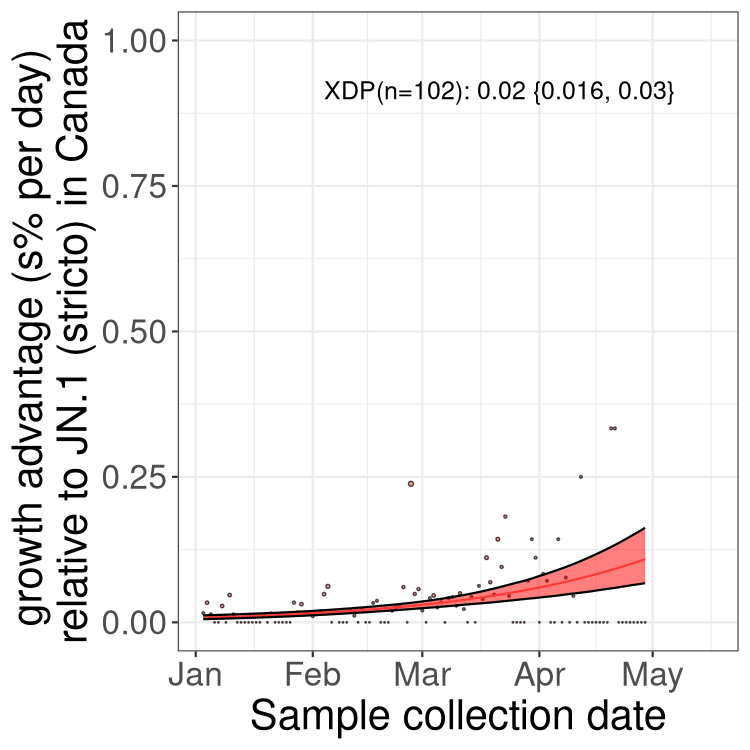 growth advantage (s% per day)
relative to JN.1 (stricto) in Canada
1.00
0.75
0.50
0.25
0.00
XDP(n=102): 0.02 {0.016, 0.03}
Jan
Feb
Mar
Apr
May
Sample collection date